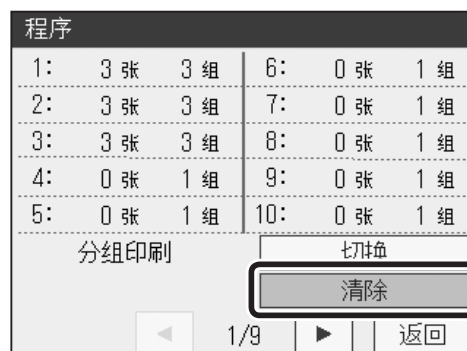 程序
1: 3 张 3 组 6: 0 张 1 组
2: 3 张 3 组 7: 0 张 1 组
3: 3 张 3 组 8: 0 张 1 组
4: 0 张 1 组 9: 0 张 1 组
5: 0 张 1 组 10: 0 张 1 组
分组印刷 切换
清除
◀ 1/9 ▶ 返回